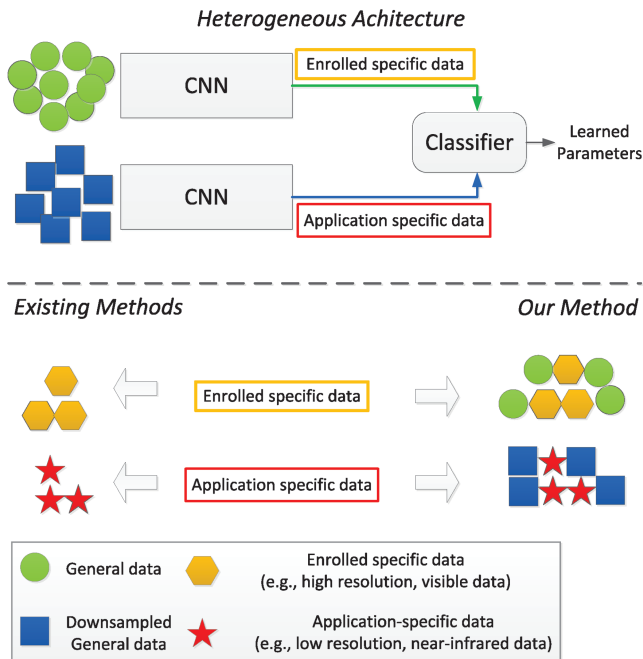 Heterogeneous Achitecture
CNN
Enrolled specific data
Classifier
Learned
Parameters
CNN
Application specific data
Existing Methods
Our Method
Enrolled specific data
Application specific data
General data
Enrolled specific data
(e.g., high resolution, visible data)
Downsampled
General data
Application-specific data
(e.g., low resolution, near-infrared data)